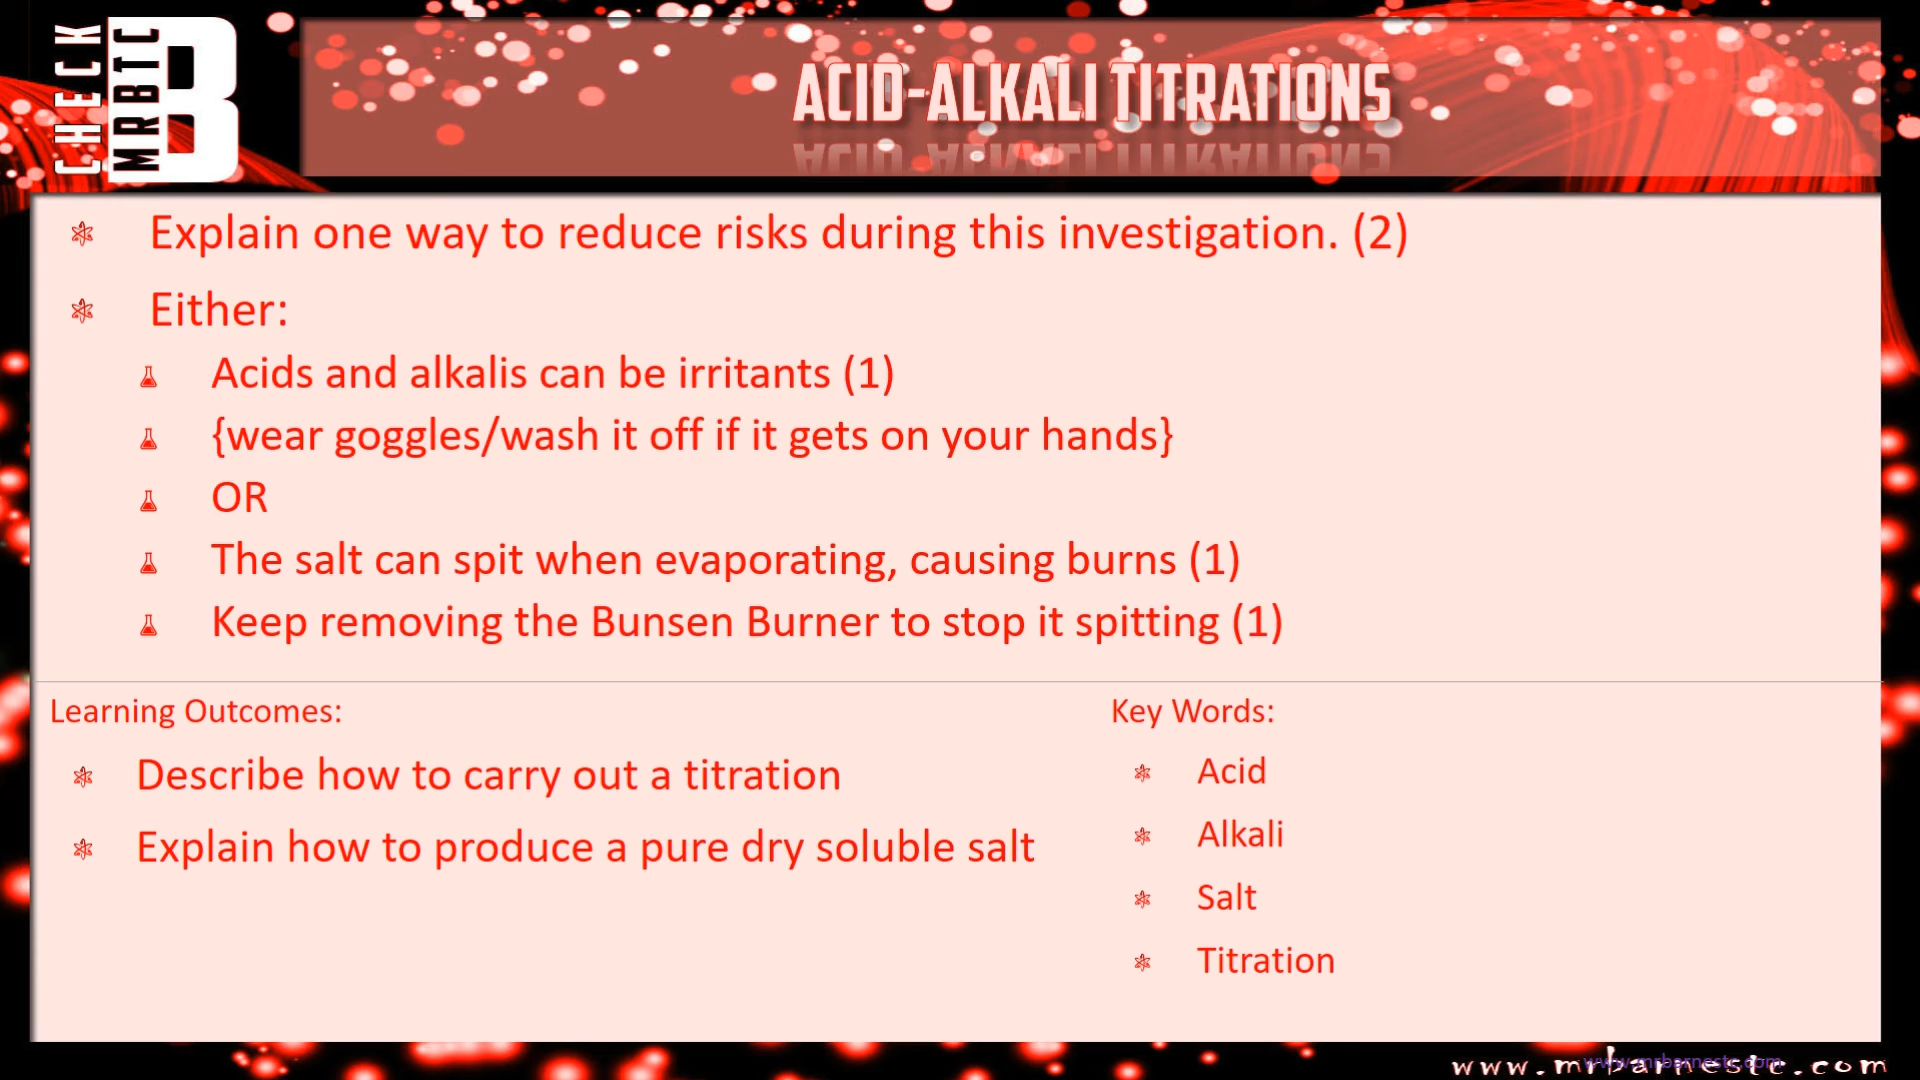 CHECK
MRBTC
B
ACID-ALKALI TITRATIONS
Explain one way to reduce risks during this investigation. (2)
Either:
Acids and alkalis can be irritants (1)
{wear goggles/wash it off if it gets on your hands}
OR
The salt can spit when evaporating, causing burns (1)
Keep removing the Bunsen Burner to stop it spitting (1)
Learning Outcomes:
Describe how to carry out a titration
Explain how to produce a pure dry soluble salt
Key Words:
Acid
Alkali
Salt
Titration
www.mrbarnestc.com
www.mrbarnestc.com